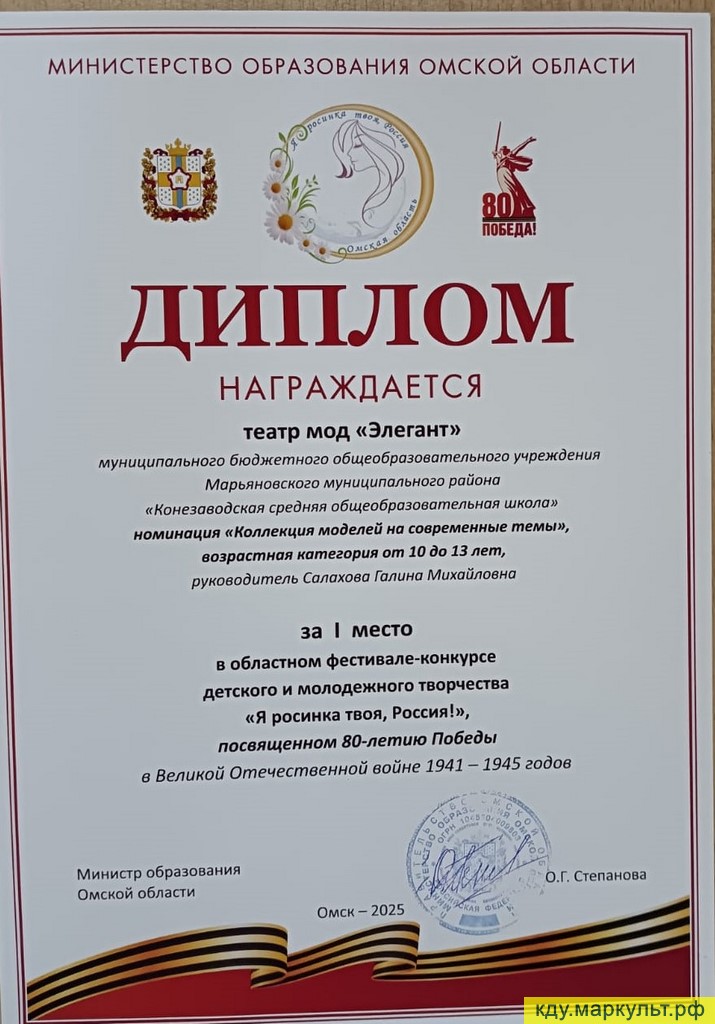 МИНИСТЕРСТВО ОБРАЗОВАНИЯ ОМСКОЙ ОБЛАСТИ
Я росинка твоя, Россия
Омская область
80
ПОБЕДА!
ДИПЛОМ
НАГРАЖДАЕТСЯ
театр мод «Элегант»
муниципального бюджетного общеобразовательного учреждения
Марьяновского муниципального района
«Конезаводская средняя общеобразовательная школа»
номинация «Коллекция моделей на современные темы»,
возрастная категория от 10 до 13 лет,
руководитель Салахова Галина Михайловна
за I место
в областном фестивале-конкурсе
детского и молодежного творчества
«Я росинка твоя, Россия!»,
посвященном 80-летию Победы
в Великой Отечественной войне 1941 – 1945 годов
Министр образования
Омской области
О.Г. Степанова
Омск – 2025
кду.маркульт.рф